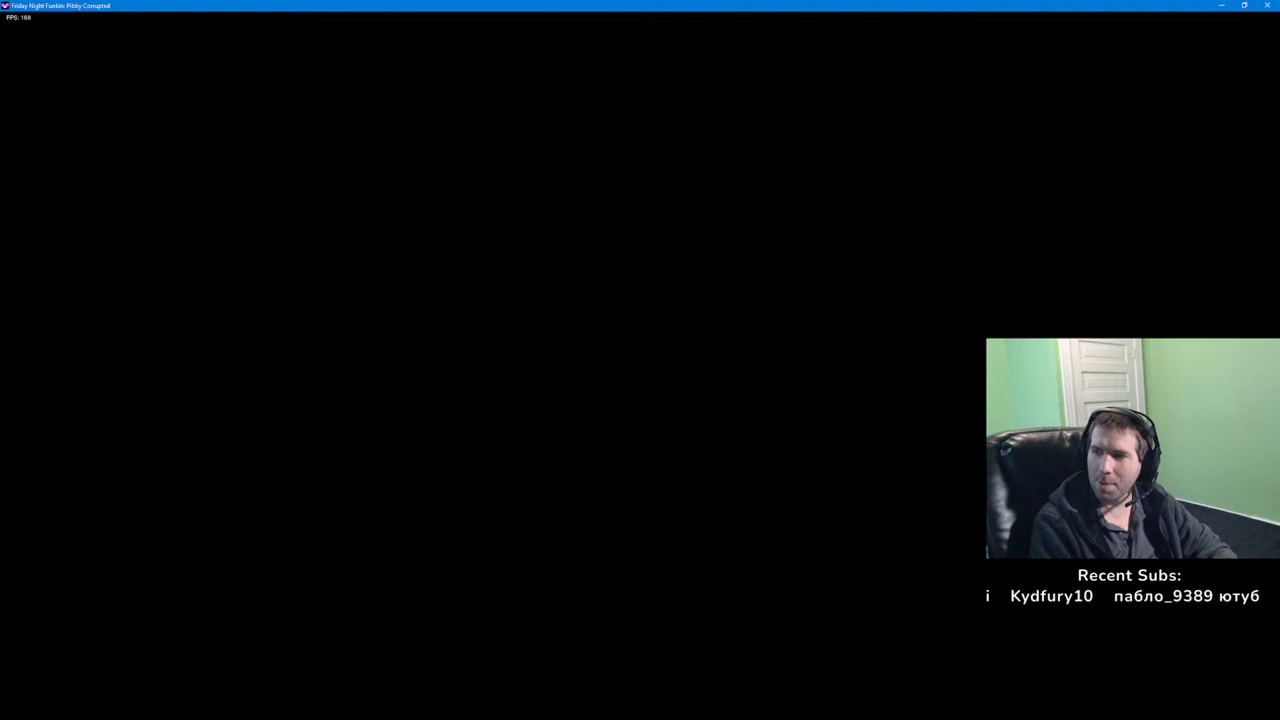 Friday Night Funkin: Pibby Corrupted
FPS: 168
Recent Subs:
i Kydfury10 пабло_9389 ютуб